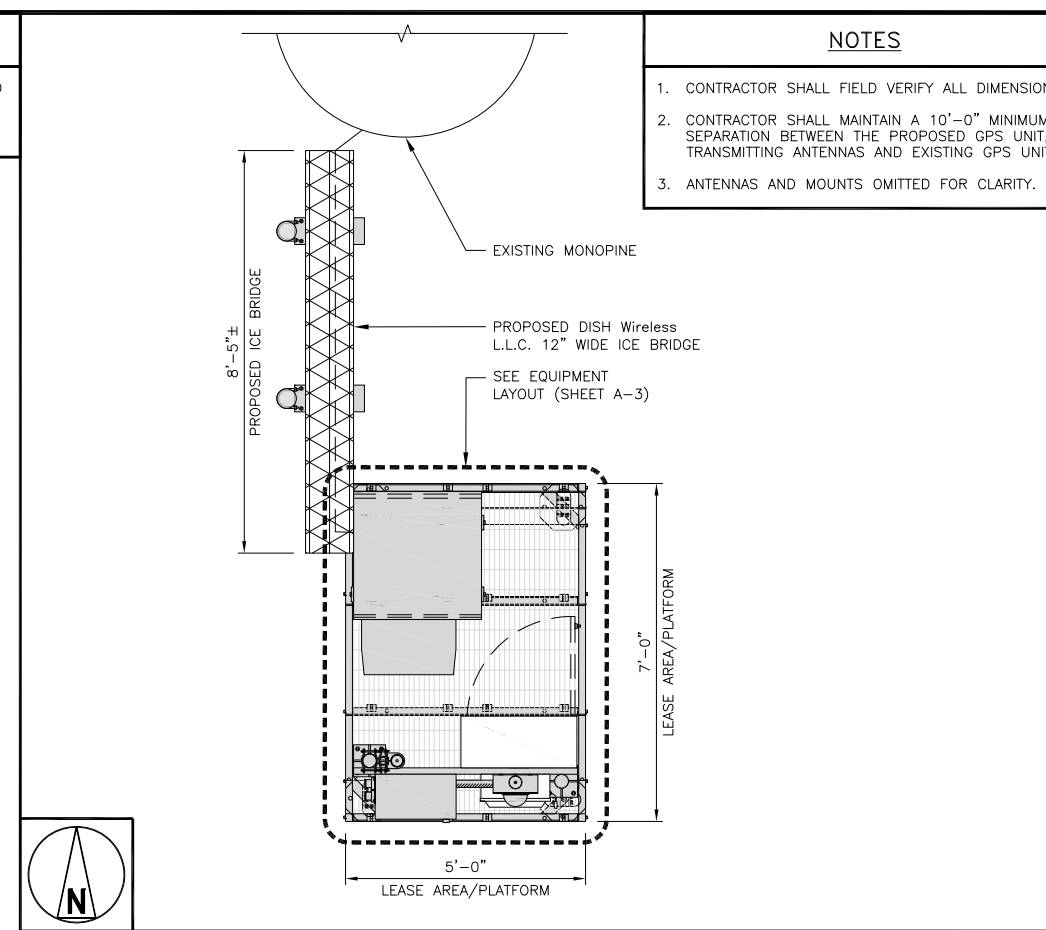 NOTES
1. CONTRACTOR SHALL FIELD VERIFY ALL
2. CONTRACTOR SHALL MAINTAIN A 10'-0" MINIMUM
SEPARATION BETWEEN THE PROPOSED GPS UNIT,
TRANSMITTING ANTENNAS AND EXISTING GPS
3. ANTENNAS AND MOUNTS OMITTED FOR CLARITY.
EXISTING MONOPINE
PROPOSED DISH Wireless
L.L.C. 12" WIDE ICE BRIDGE
SEE EQUIPMENT
LAYOUT (SHEET A-3)
8'-5"±
PROPOSED ICE BRIDGE
7'-0"
LEASE AREA/PLATFORM
5'-0"
LEASE AREA/PLATFORM
N